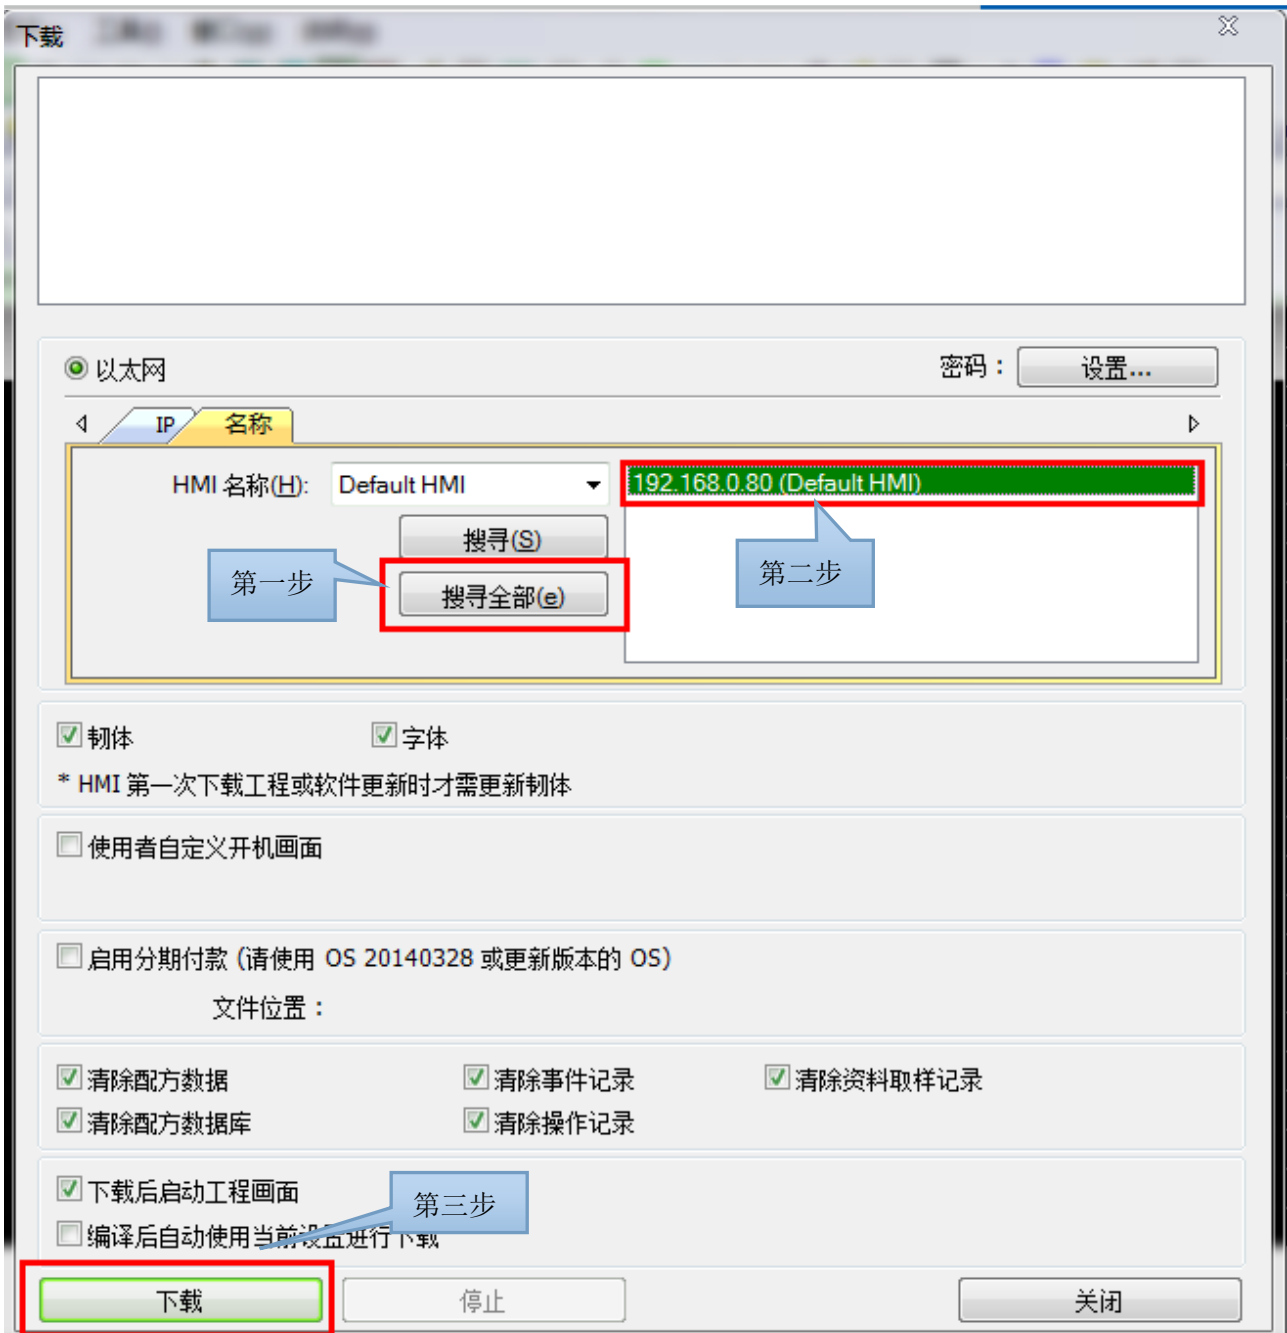 下载
以太网
密码：
设置...
IP
名称
HMI 名称(H):
Default HMI
192.168.0.80 (Default HMI)
搜寻(S)
第一步
第二步
搜寻全部(e)
韧体
字体
* HMI 第一次下载工程或软件更新时才需更新韧体
使用者自定义开机画面
启用分期付款 (请使用 OS 20140328 或更新版本的 OS)
文件位置：
清除配方数据
清除事件记录
清除资料取样记录
清除配方数据库
清除操作记录
下载后启动工程画面
第三步
编译后自动使用当前设置进行下载
下载
停止
关闭